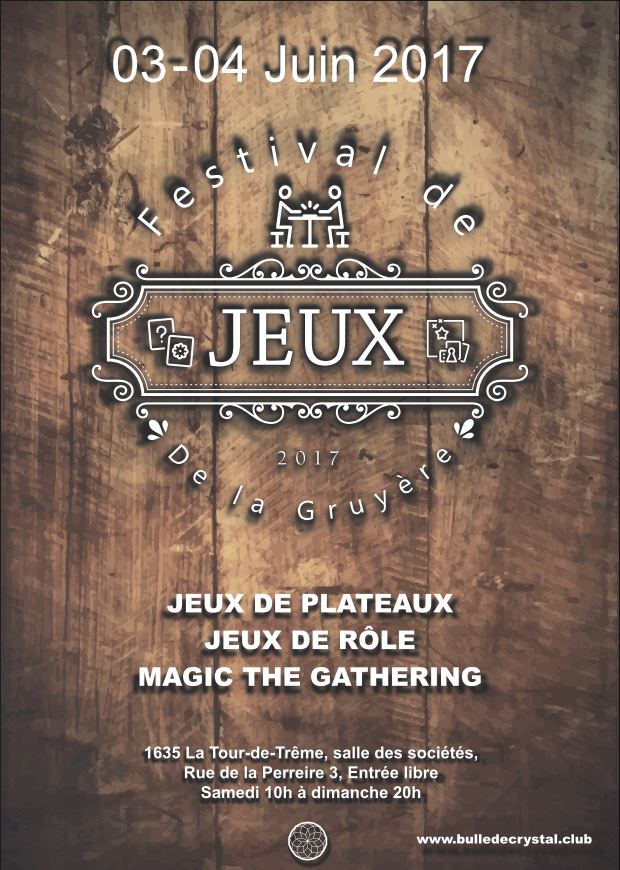 03-04 Juin 2017
Festival de
JEUX
?
2017
De la Gruyère
JEUX DE PLATEAUX
JEUX DE RÔLE
MAGIC THE GATHERING
1635 La Tour-de-Trême, salle des sociétés,
Rue de la Perreire 3, Entrée libre
Samedi 10h à dimanche 20h
www.bulledecrystal.club